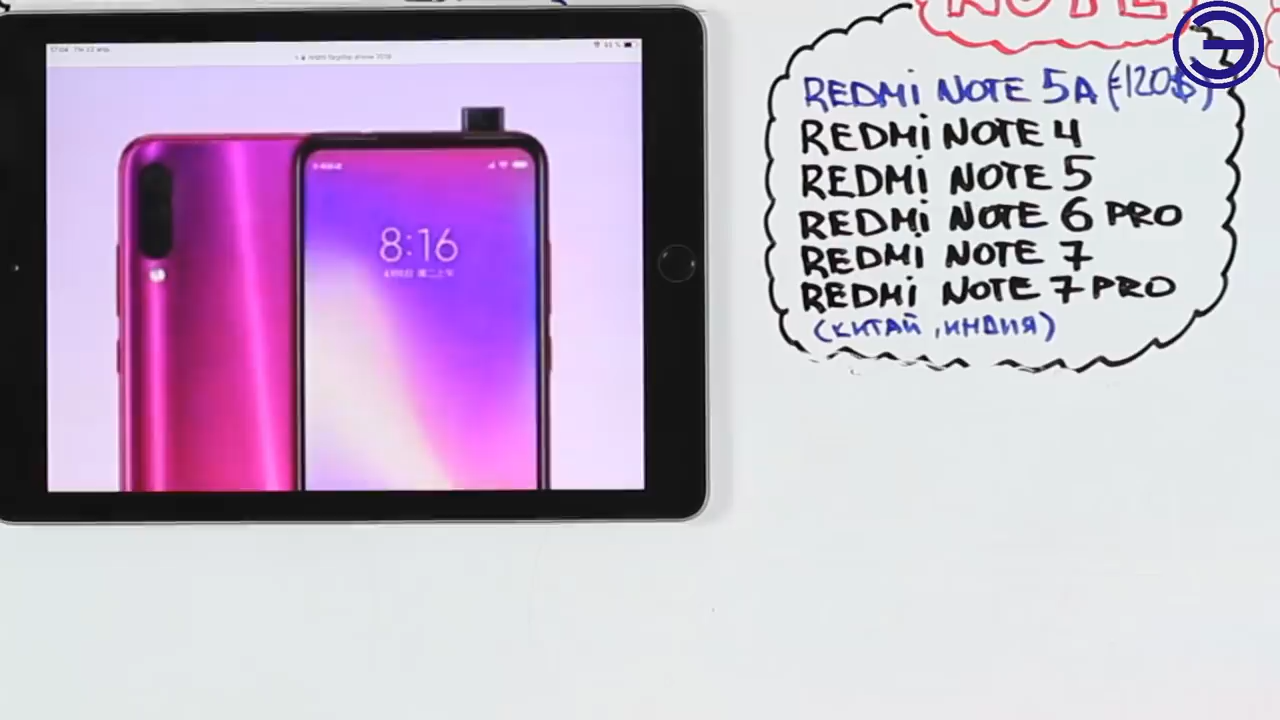 NOTE
REDMI NOTE 5A (≈120$)
REDMI NOTE 4
REDMI NOTE 5
REDMI NOTE 6 PRO
REDMI NOTE 7
REDMI NOTE 7 PRO
(КИТАЙ, ИНДИЯ)
8:16